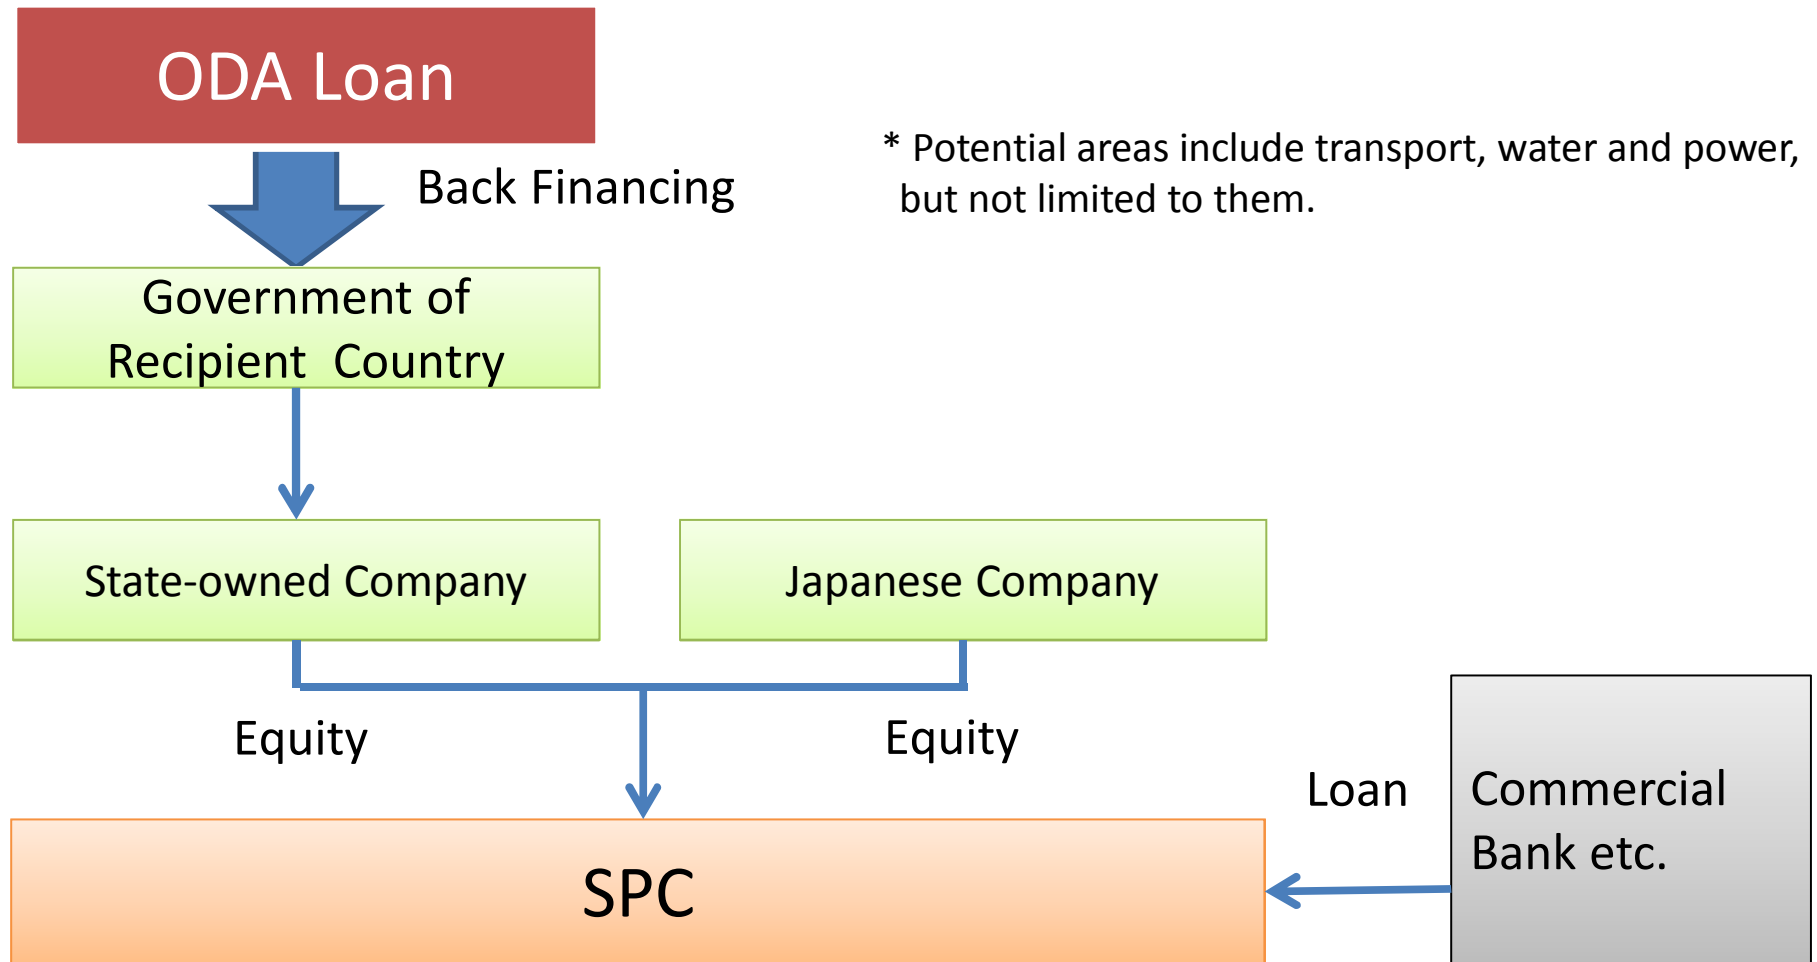 ODA Loan
* Potential areas include transport, water and power,
but not limited to them.
Back Financing
Government of
Recipient Country
State-owned Company
Japanese Company
Equity
Equity
Loan
Commercial
Bank etc.
SPC